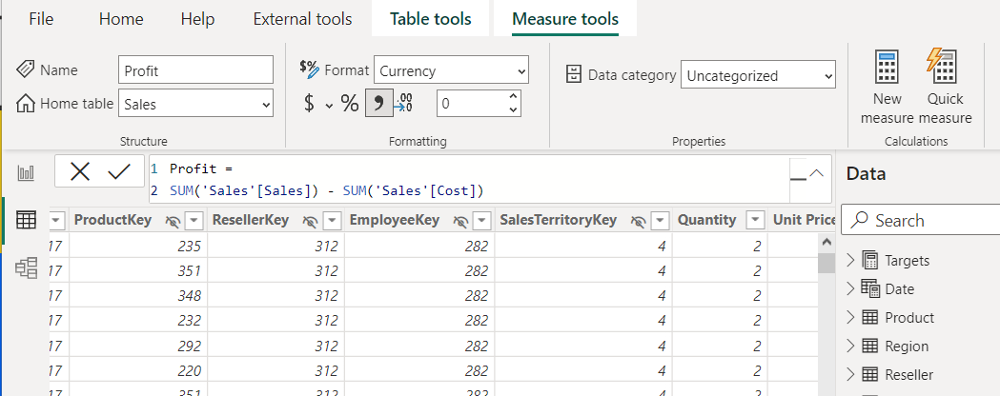 File Home Help External tools Table tools Measure tools
Name Profit
Home table Sales
Structure
$% Format Currency
$ % , .00 .0 0
Formatting
Data category Uncategorized
Properties
New measure
Quick measure
Calculations
1 Profit =
2 SUM('Sales'[Sales]) - SUM('Sales'[Cost])
ProductKey ResellerKey EmployeeKey SalesTerritoryKey Quantity Unit Price
17 235 312 282 4 2
17 351 312 282 4 2
17 348 312 282 4 2
17 232 312 282 4 2
17 292 312 282 4 2
17 220 312 282 4 2
17 351 312 282 4 2
Data
Search
Targets
Date
Product
Region
Reseller